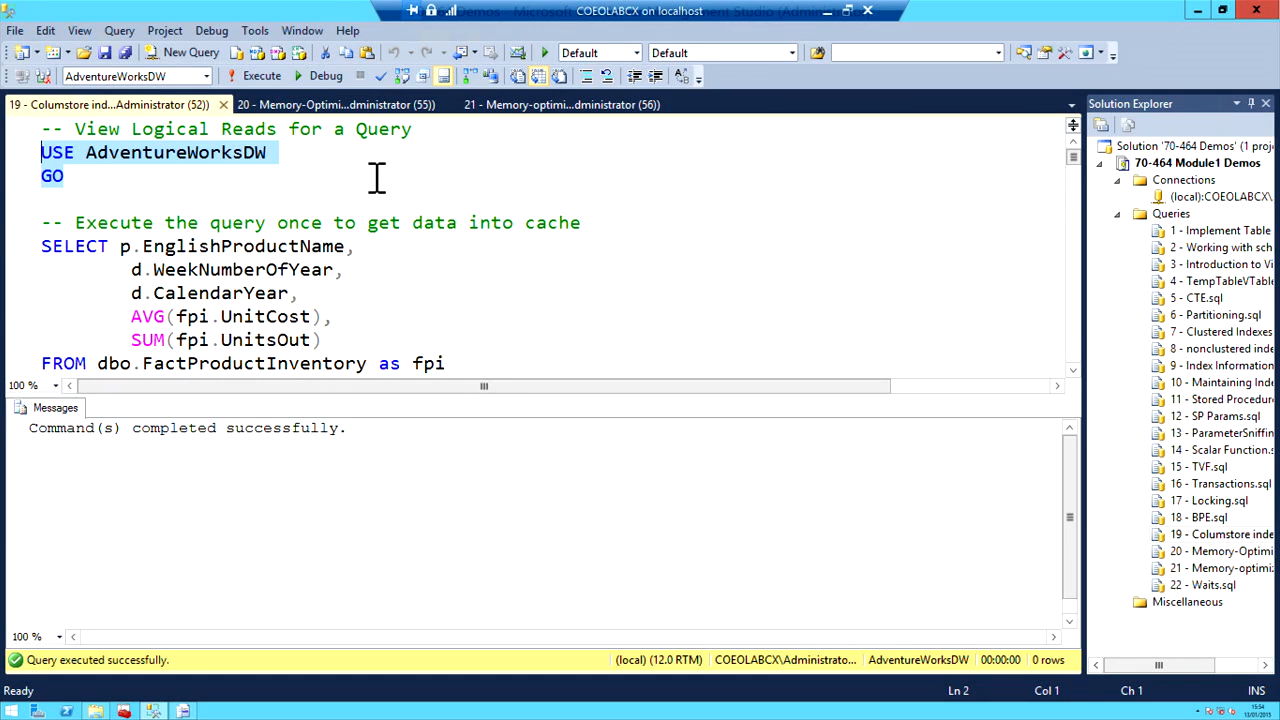 COEOLABCX on localhost
File Edit View Query Project Debug Tools Window Help
New Query Default Default
AdventureWorksDW Execute Debug
19 - Columstore ind...Administrator (52)) 20 - Memory-Optimi...dministrator (55)) 21 - Memory-optimi...dministrator (56))
-- View Logical Reads for a Query
USE AdventureWorksDW
GO
-- Execute the query once to get data into cache
SELECT p.EnglishProductName,
d.WeekNumberOfYear,
d.CalendarYear,
AVG(fpi.UnitCost),
SUM(fpi.UnitsOut)
FROM dbo.FactProductInventory as fpi
100 %
Messages
Command(s) completed successfully.
100 %
Query executed successfully. (local) (12.0 RTM) COEOLABCX\Administrato... AdventureWorksDW 00:00:00 0 rows
Ready Ln 2 Col 1 Ch 1 INS
Solution Explorer
Solution '70-464 Demos' (1 proj
70-464 Module1 Demos
Connections
(local):COEOLABCX\
Queries
1 - Implement Table
2 - Working with sch
3 - Introduction to Vi
4 - TempTableVTable
5 - CTE.sql
6 - Partitioning.sql
7 - Clustered Indexes
8 - nonclustered index
9 - Index Information
10 - Maintaining Inde
11 - Stored Procedure
12 - SP Params.sql
13 - ParameterSniffin
14 - Scalar Function.s
15 - TVF.sql
16 - Transactions.sql
17 - Locking.sql
18 - BPE.sql
19 - Columstore inde
20 - Memory-Optimi
21 - Memory-optimiz
22 - Waits.sql
Miscellaneous
15:54
13/01/2015